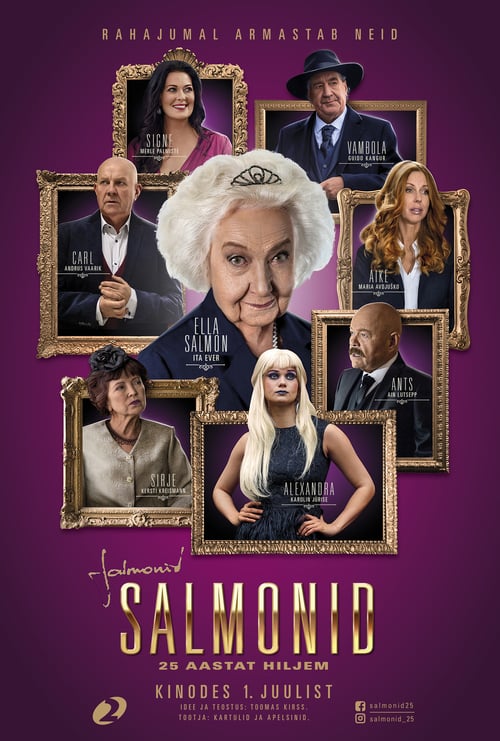 RAHAJUMAL ARMASTAB NEID
SIGNE
MERLE PALMISTE
VAMBOLA
GUIDO KANGUR
CARL
ANDRUS VAARIK
AIKE
MARIA AVDJUŠKO
ELLA
SALMON
ITA EVER
ANTS
AIN LUTSEPP
SIRJE
KERSTI KREISMANN
ALEXANDRA
KAROLIN JÜRISE
Salmonid
SALMONID
25 AASTAT HILJEM
KINODES 1. JUULIST
IDEE JA TEOSTUS: TOOMAS KIRSS.
TOOTJA: KARTULID JA APELSINID.
2
salmonid25
salmonid_25